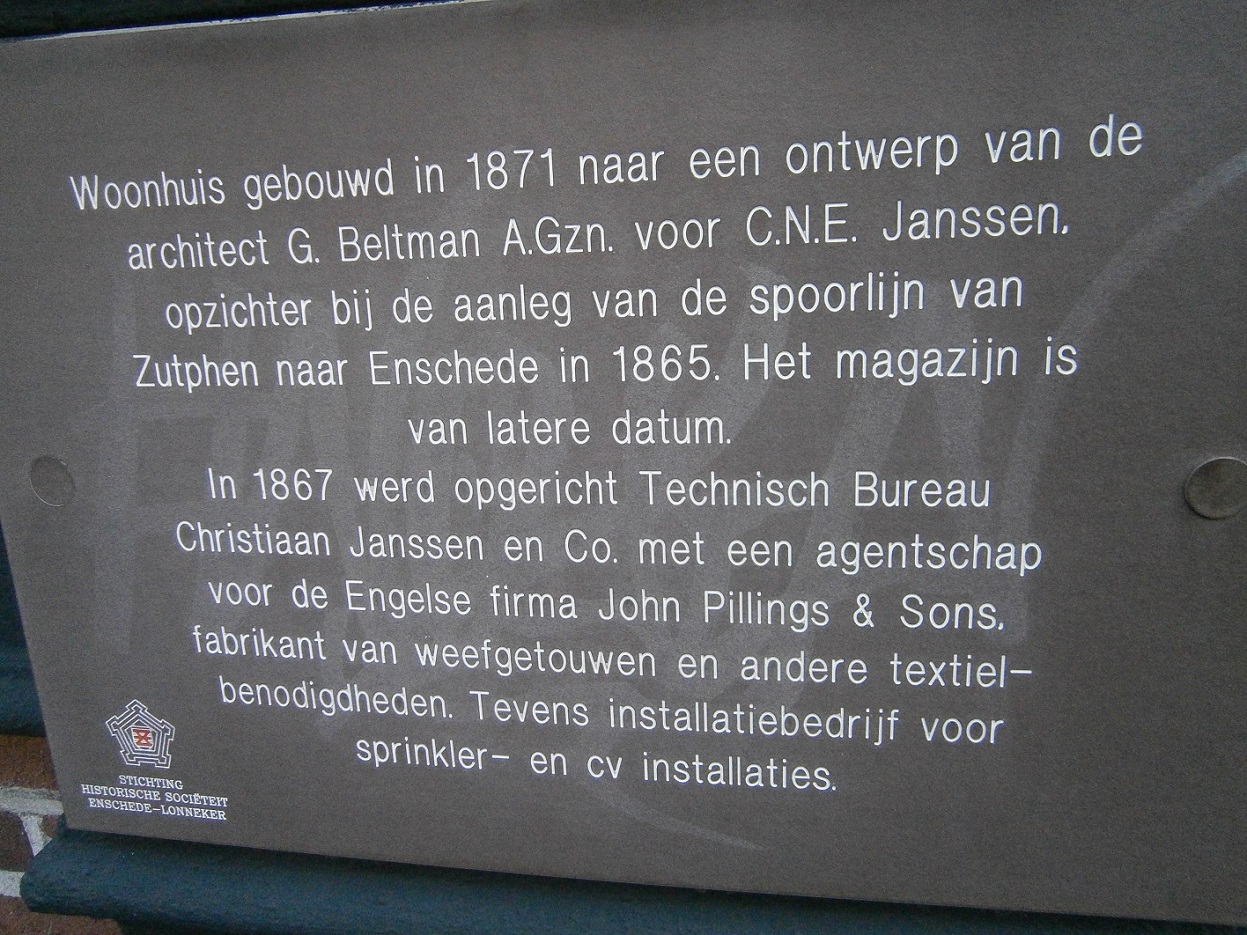 Woonhuis gebouwd in 1871 naar een ontwerp van de
architect G. Beltman A.Gzn. voor C.N.E. Janssen,
opzichter bij de aanleg van de spoorlijn van
Zutphen naar Enschede in 1865. Het magazijn is
van latere datum.
In 1867 werd opgericht Technisch Bureau
Christiaan Janssen en Co. met een agentschap
voor de Engelse firma John Pillings & Sons,
fabrikant van weefgetouwen en andere textiel-
benodigdheden. Tevens installatiebedrijf voor
sprinkler- en cv installaties.
STICHTING
HISTORISCHE SOCIËTEIT
ENSCHEDE-LONNEKER